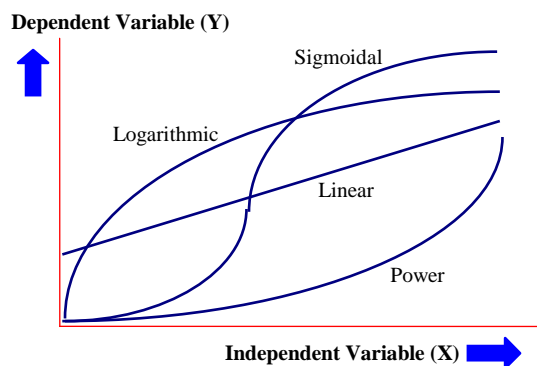 Dependent Variable (Y)
Sigmoidal
Logarithmic
Linear
Power
Independent Variable (X)